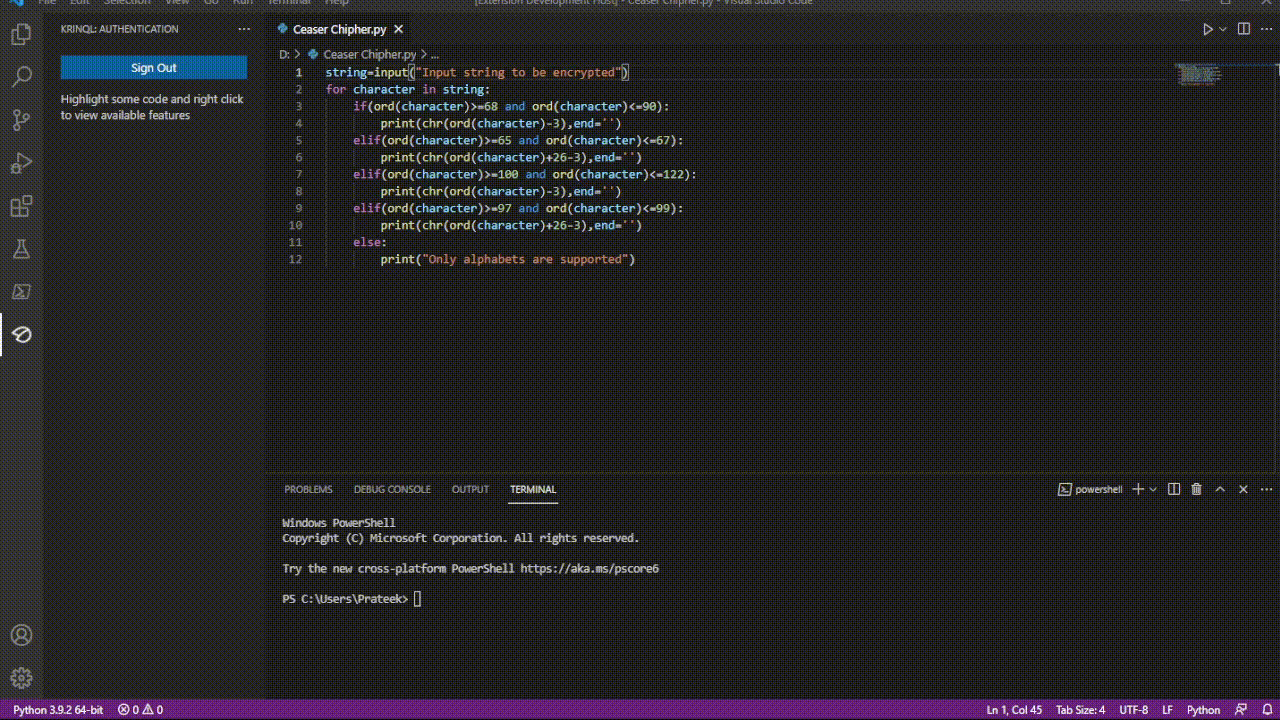 File Edit Selection View Go Run Terminal Help [Extension Development Host] - Ceaser Chipher.py - Visual Studio Code
KRINQL: AUTHENTICATION ···
Sign Out
Highlight some code and right click
to view available features
Ceaser Chipher.py
D: > Ceaser Chipher.py > ...
1 string=input("Input string to be encrypted")
2 for character in string:
3 if(ord(character)>=68 and ord(character)<=90):
4 print(chr(ord(character)-3),end='')
5 elif(ord(character)>=65 and ord(character)<=67):
6 print(chr(ord(character)+26-3),end='')
7 elif(ord(character)>=100 and ord(character)<=122):
8 print(chr(ord(character)-3),end='')
9 elif(ord(character)>=97 and ord(character)<=99):
10 print(chr(ord(character)+26-3),end='')
11 else:
12 print("Only alphabets are supported")
PROBLEMS DEBUG CONSOLE OUTPUT TERMINAL powershell
Windows PowerShell
Copyright (C) Microsoft Corporation. All rights reserved.
Try the new cross-platform PowerShell https://aka.ms/pscore6
PS C:\Users\Prateek>
Python 3.9.2 64-bit 0 0 Ln 1, Col 45 Tab Size: 4 UTF-8 LF Python